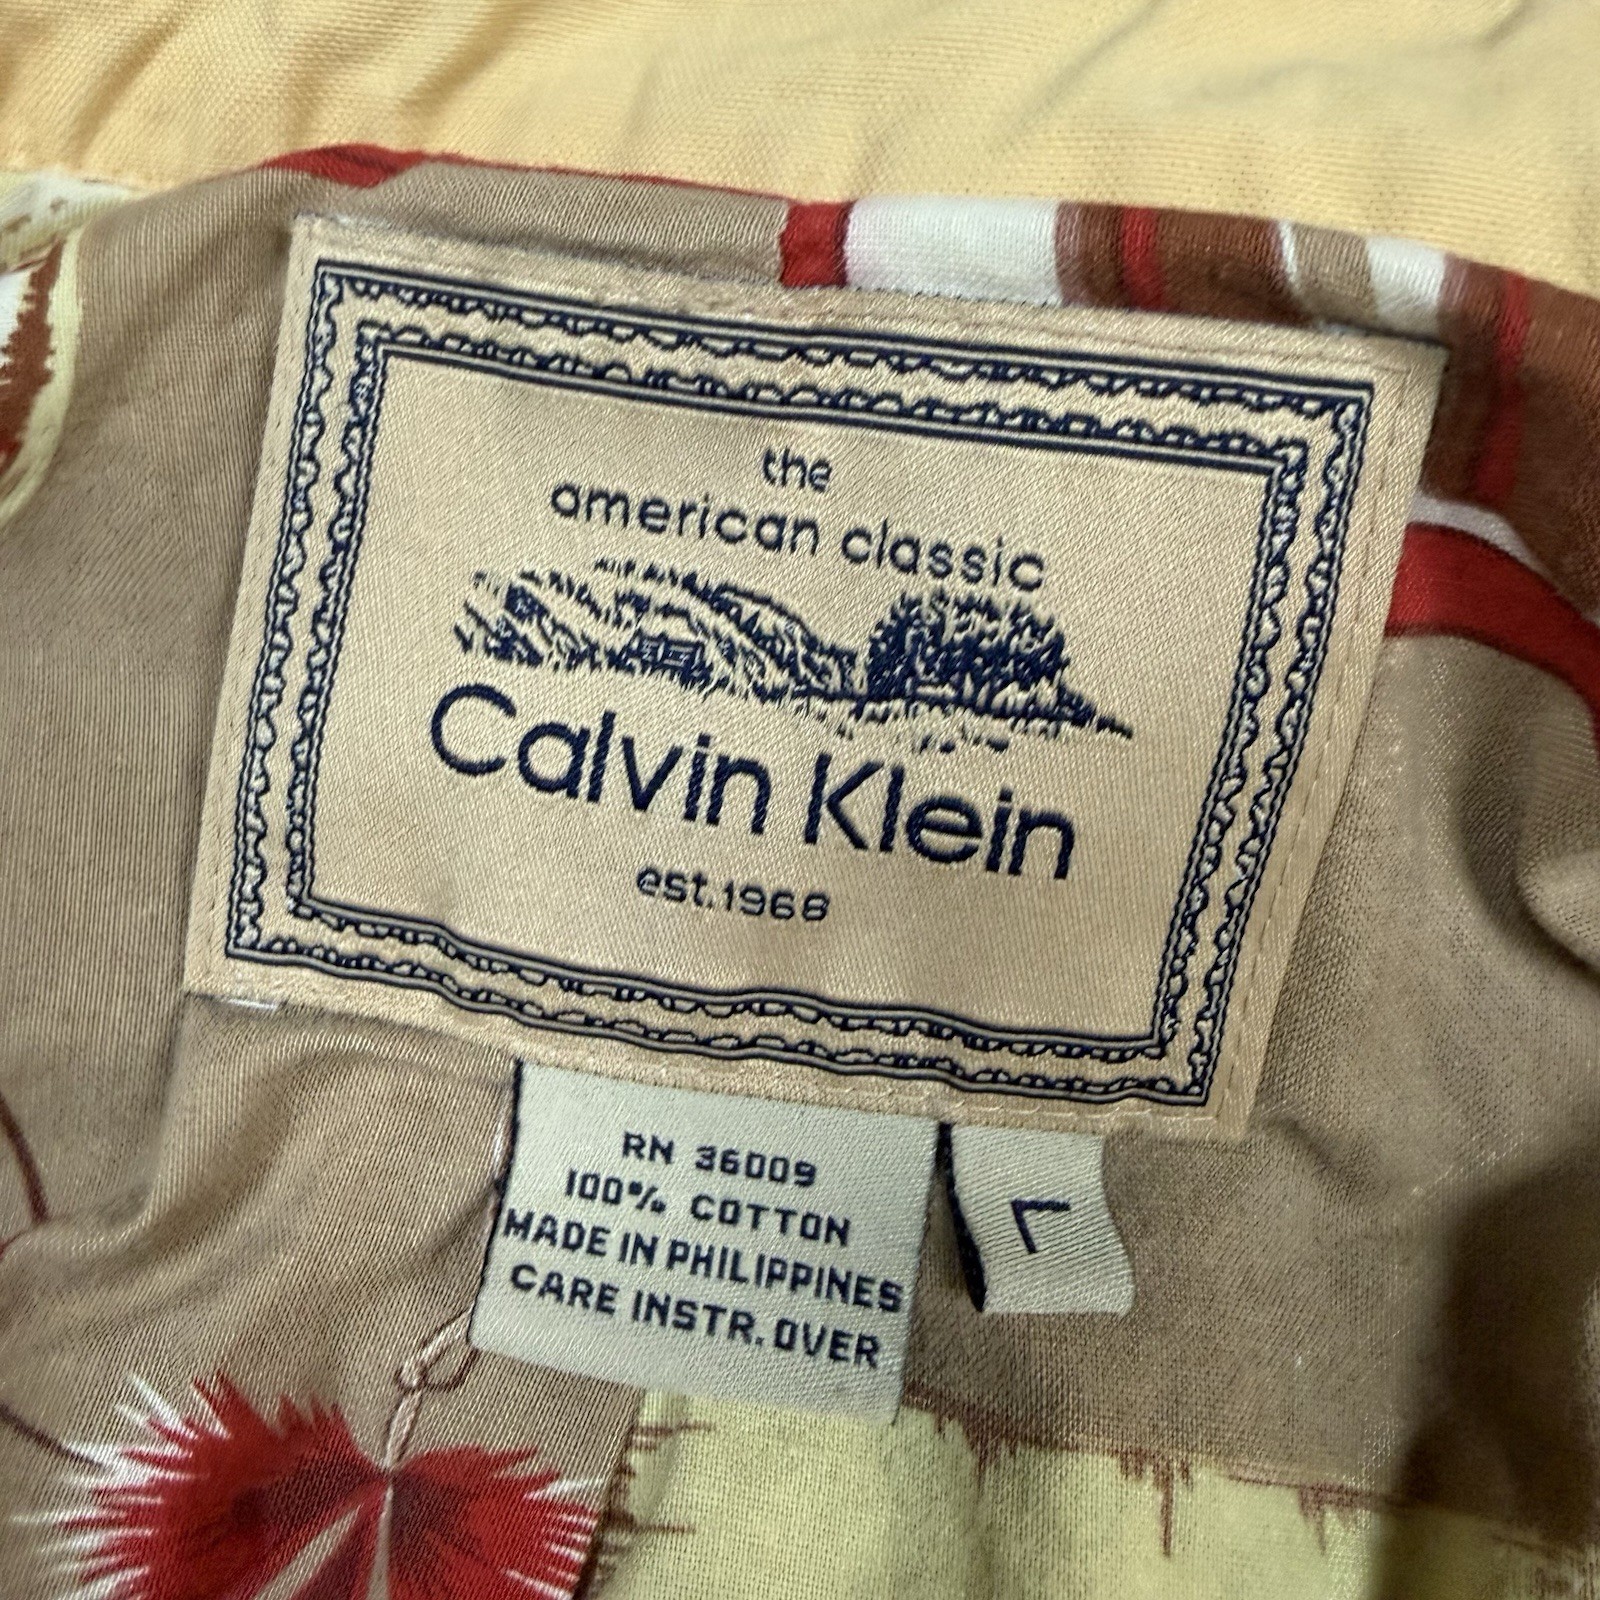 the
american classic
Calvin Klein
est.1968
RN 36009
100% COTTON
MADE IN PHILIPPINES
CARE INSTR. OVER
L